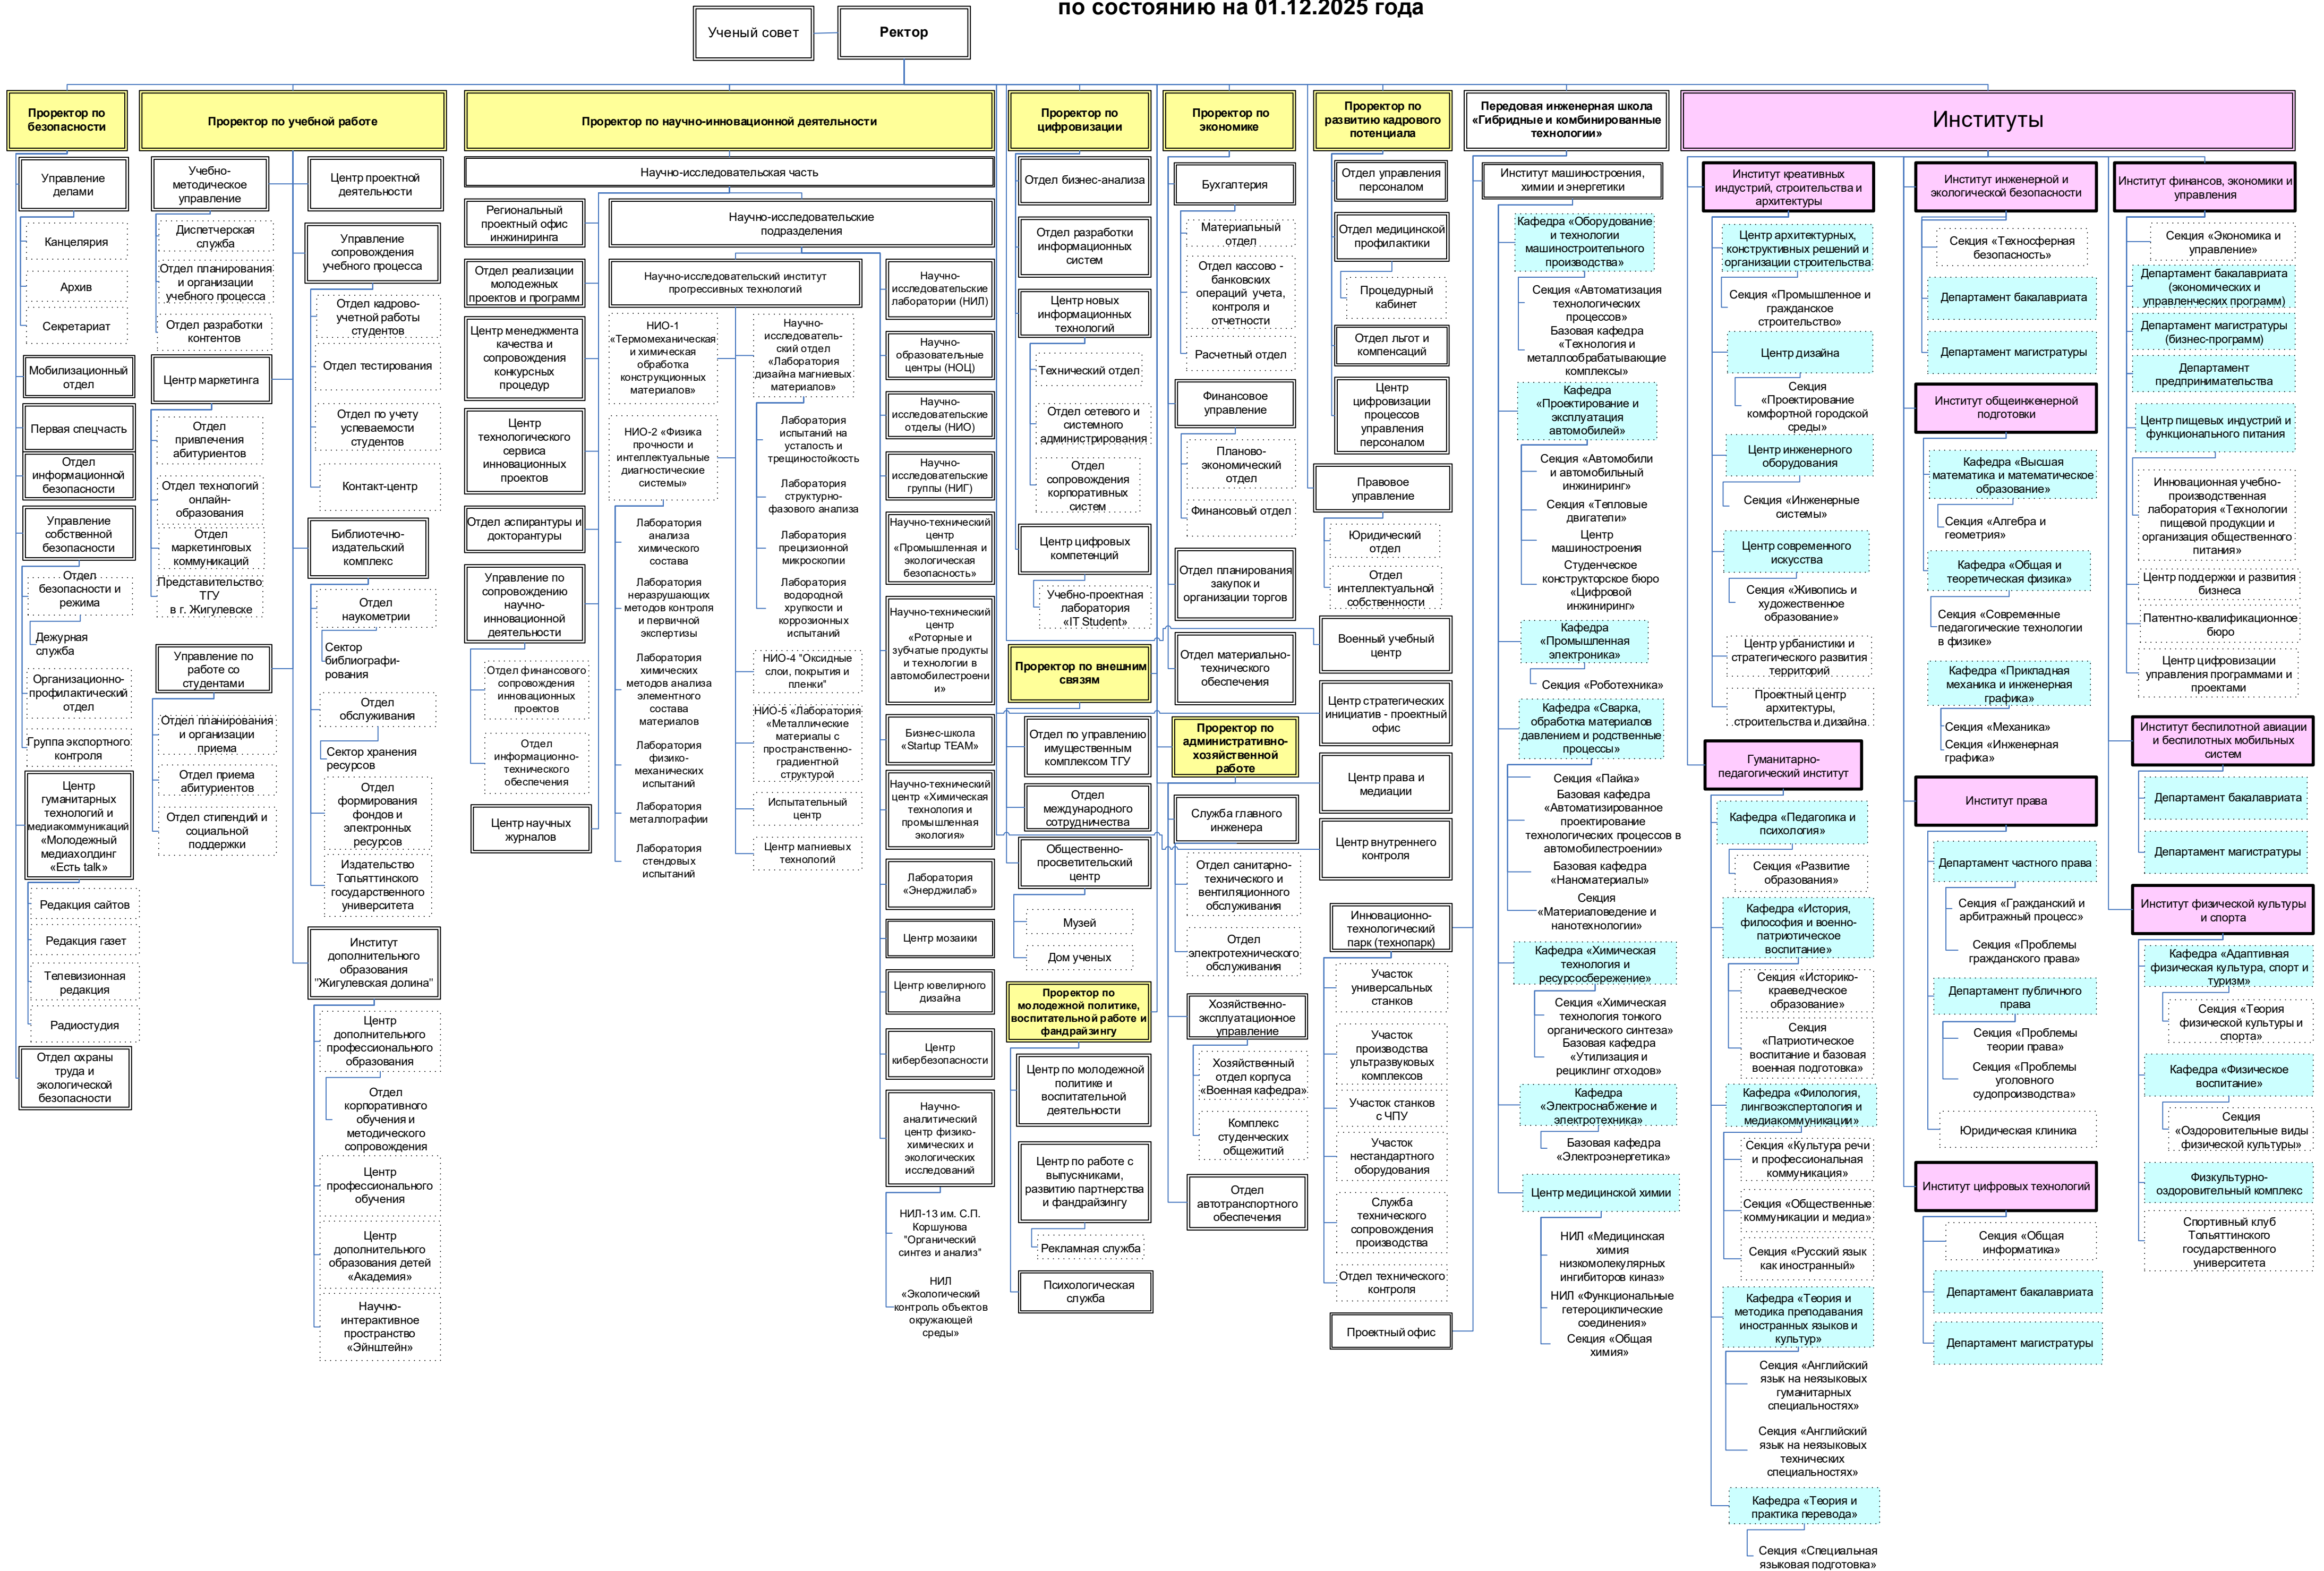 по состоянию на 01.12.2025 года
Ученый совет
Ректор
Проректор по
безопасности
Управление
делами
Канцелярия
Архив
Секретариат
Мобилизационный
отдел
Первая спецчасть
Отдел
информационной
безопасности
Управление
собственной
безопасности
Отдел
безопасности и
режима
Дежурная
служба
Организационно-
профилактический
отдел
Группа экспортного
контроля
Центр
гуманитарных
технологий и
медиакоммуникаций
«Молодежный
медиахолдинг
«Есть talk»
Редакция сайтов
Редакция газет
Телевизионная
редакция
Радиостудия
Отдел охраны
труда и
экологической
безопасности
Проректор по учебной работе
Учебно-
методическое
управление
Диспетчерская
служба
Отдел планирования
и организации
учебного процесса
Отдел разработки
контентов
Центр маркетинга
Отдел
привлечения
абитуриентов
Отдел технологий
онлайн-
образования
Отдел
маркетинговых
коммуникаций
Представительство
ТГУ
в г. Жигулевске
Управление по
работе со
студентами
Отдел планирования
и организации
приема
Отдел приема
абитуриентов
Отдел стипендий и
социальной
поддержки
Центр проектной
деятельности
Управление
сопровождения
учебного процесса
Отдел кадрово-
учетной работы
студентов
Отдел тестирования
Отдел по учету
успеваемости
студентов
Контакт-центр
Библиотечно-
издательский
комплекс
Отдел
наукометрии
Сектор
библиографи-
рования
Отдел
обслуживания
Сектор хранения
ресурсов
Отдел
формирования
фондов и
электронных
ресурсов
Издательство
Тольяттинского
государственного
университета
Институт
дополнительного
образования
"Жигулевская долина"
Центр
дополнительного
профессионального
образования
Отдел
корпоративного
обучения и
методического
сопровождения
Центр
профессионального
обучения
Центр
дополнительного
образования детей
«Академия»
Научно-
интерактивное
пространство
«Эйнштейн»
Проректор по научно-инновационной деятельности
Научно-исследовательская часть
Региональный
проектный офис
инжиниринга
Отдел реализации
молодежных
проектов и программ
Центр менеджмента
качества и
сопровождения
конкурсных
процедур
Центр
технологического
сервиса
инновационных
проектов
Отдел аспирантуры и
докторантуры
Управление по
сопровождению
научно-
инновационной
деятельности
Отдел финансового
сопровождения
инновационных
проектов
Отдел
информационно-
технического
обеспечения
Центр научных
журналов
Научно-исследовательские
подразделения
Научно-исследовательский институт
прогрессивных технологий
НИО-1
«Термомеханическая
и химическая
обработка
конструкционных
материалов»
НИО-2 «Физика
прочности и
интеллектуальные
диагностические
системы»
Лаборатория
анализа
химического
состава
Лаборатория
неразрушающих
методов контроля
и первичной
экспертизы
Лаборатория
химических
методов анализа
элементного
состава
материалов
Лаборатория
физико-
механических
испытаний
Лаборатория
металлографии
Лаборатория
стендовых
испытаний
Научно-
исследователь-
ский отдел
«Лаборатория
дизайна магниевых
материалов»
Лаборатория
испытаний на
усталость и
трещиностойкость
Лаборатория
структурно-
фазового анализа
Лаборатория
прецизионной
микроскопии
Лаборатория
водородной
хрупкости и
коррозионных
испытаний
НИО-4 "Оксидные
слои, покрытия и
пленки"
НИО-5 «Лаборатория
«Металлические
материалы с
пространственно-
градиентной
структурой
Испытательный
центр
Центр магниевых
технологий
Научно-
исследовательские
лаборатории (НИЛ)
Научно-
образовательные
центры (НОЦ)
Научно-
исследовательские
отделы (НИО)
Научно-
исследовательские
группы (НИГ)
Научно-технический
центр
«Промышленная и
экологическая
безопасность»
Научно-технический
центр
«Роторные и
зубчатые продукты
и технологии в
автомобилестроени
и»
Бизнес-школа
«Startup TEAM»
Научно-технический
центр «Химическая
технология и
промышленная
экология»
Лаборатория
«Энерджилаб»
Центр мозаики
Центр ювелирного
дизайна
Центр
кибербезопасности
Научно-
аналитический
центр физико-
химических и
экологических
исследований
НИЛ-13 им. С.П.
Коршунова
"Органический
синтез и анализ"
НИЛ
«Экологический
контроль объектов
окружающей
среды»
Проректор по
цифровизации
Отдел бизнес-анализа
Отдел разработки
информационных
систем
Центр новых
информационных
технологий
Технический отдел
Отдел сетевого и
системного
администрирования
Отдел
сопровождения
корпоративных
систем
Центр цифровых
компетенций
Учебно-проектная
лаборатория
«IT Student»
Проректор по внешним
связям
Отдел по управлению
имущественным
комплексом ТГУ
Отдел
международного
сотрудничества
Общественно-
просветительский
центр
Музей
Дом ученых
Проректор по
молодежной политике,
воспитательной работе и
фандрайзингу
Центр по молодежной
политике и
воспитательной
деятельности
Центр по работе с
выпускниками,
развитию партнерства
и фандрайзингу
Рекламная служба
Психологическая
служба
Проректор по
экономике
Бухгалтерия
Материальный
отдел
Отдел кассово -
банковских
операций учета,
контроля и
отчетности
Расчетный отдел
Финансовое
управление
Планово-
экономический
отдел
Финансовый отдел
Отдел планирования
закупок и
организации торгов
Отдел материально-
технического
обеспечения
Проректор по
административно-
хозяйственной
работе
Служба главного
инженера
Отдел санитарно-
технического и
вентиляционного
обслуживания
Отдел
электротехнического
обслуживания
Хозяйственно-
эксплуатационное
управление
Хозяйственный
отдел корпуса
«Военная кафедра»
Комплекс
студенческих
общежитий
Отдел
автотранспортного
обеспечения
Проректор по
развитию кадрового
потенциала
Отдел управления
персоналом
Отдел медицинской
профилактики
Процедурный
кабинет
Отдел льгот и
компенсаций
Центр
цифровизации
процессов
управления
персоналом
Правовое
управление
Юридический
отдел
Отдел
интеллектуальной
собственности
Военный учебный
центр
Центр стратегических
инициатив - проектный
офис
Центр права и
медиации
Центр внутреннего
контроля
Инновационно-
технологический
парк (технопарк)
Участок
универсальных
станков
Участок
производства
ультразвуковых
комплексов
Участок станков
с ЧПУ
Участок
нестандартного
оборудования
Служба
технического
сопровождения
производства
Отдел технического
контроля
Проектный офис
Передовая инженерная школа
«Гибридные и комбинированные
технологии»
Институт машиностроения,
химии и энергетики
Кафедра «Оборудование
и технологии
машиностроительного
производства»
Секция «Автоматизация
технологических
процессов»
Базовая кафедра
«Технология и
металлообрабатывающие
комплексы»
Кафедра
«Проектирование и
эксплуатация
автомобилей»
Секция «Автомобили
и автомобильный
инжиниринг»
Секция «Тепловые
двигатели»
Центр
машиностроения
Студенческое
конструкторское бюро
«Цифровой
инжиниринг»
Кафедра
«Промышленная
электроника»
Секция «Роботехника»
Кафедра «Сварка,
обработка материалов
давлением и родственные
процессы»
Секция «Пайка»
Базовая кафедра
«Автоматизированное
проектирование
технологических процессов в
автомобилестроении»
Базовая кафедра
«Наноматериалы»
Секция
«Материаловедение и
нанотехнологии»
Кафедра «Химическая
технология и
ресурсосбережение»
Секция «Химическая
технология тонкого
органического синтеза»
Базовая кафедра
«Утилизация и
рециклинг отходов»
Кафедра
«Электроснабжение и
электротехника»
Базовая кафедра
«Электроэнергетика»
Центр медицинской химии
НИЛ «Медицинская
химия
низкомолекулярных
ингибиторов киназ»
НИЛ «Функциональные
гетероциклические
соединения»
Секция «Общая
химия»
Институты
Институт креативных
индустрий, строительства и
архитектуры
Центр архитектурных,
конструктивных решений и
организации строительства
Секция «Промышленное и
гражданское
строительство»
Центр дизайна
Секция
«Проектирование
комфортной городской
среды»
Центр инженерного
оборудования
Секция «Инженерные
системы»
Центр современного
искусства
Секция «Живопись и
художественное
образование»
Центр урбанистики и
стратегического развития
территорий
Проектный центр
архитектуры,
строительства и дизайна
Гуманитарно-
педагогический институт
Кафедра «Педагогика и
психология»
Секция «Развитие
образования»
Кафедра «История,
философия и военно-
патриотическое
воспитание»
Секция «Историко-
краеведческое
образование»
Секция
«Патриотическое
воспитание и базовая
военная подготовка»
Кафедра «Филология,
лингвоэкспертология и
медиакоммуникации»
Секция «Культура речи
и профессиональная
коммуникация»
Секция «Общественные
коммуникации и медиа»
Секция «Русский язык
как иностранный»
Кафедра «Теория и
методика преподавания
иностранных языков и
культур»
Секция «Английский
язык на неязыковых
гуманитарных
специальностях»
Секция «Английский
язык на неязыковых
технических
специальностях»
Кафедра «Теория и
практика перевода»
Секция «Специальная
языковая подготовка»
Институт инженерной и
экологической безопасности
Секция «Техносферная
безопасность»
Департамент бакалавриата
Департамент магистратуры
Институт общеинженерной
подготовки
Кафедра «Высшая
математика и математическое
образование»
Секция «Алгебра и
геометрия»
Кафедра «Общая и
теоретическая физика»
Секция «Современные
педагогические технологии
в физике»
Кафедра «Прикладная
механика и инженерная
графика»
Секция «Механика»
Секция «Инженерная
графика»
Институт права
Департамент частного права
Секция «Гражданский и
арбитражный процесс»
Секция «Проблемы
гражданского права»
Департамент публичного
права
Секция «Проблемы
теории права»
Секция «Проблемы
уголовного
судопроизводства»
Юридическая клиника
Институт цифровых технологий
Секция «Общая
информатика»
Департамент бакалавриата
Департамент магистратуры
Институт финансов, экономики и
управления
Секция «Экономика и
управление»
Департамент бакалавриата
(экономических и
управленческих программ)
Департамент магистратуры
(бизнес-программ)
Департамент
предпринимательства
Центр пищевых индустрий и
функционального питания
Инновационная учебно-
производственная
лаборатория «Технологии
пищевой продукции и
организация общественного
питания»
Центр поддержки и развития
бизнеса
Патентно-квалификационное
бюро
Центр цифровизации
управления программами и
проектами
Институт беспилотной авиации
и беспилотных мобильных
систем
Департамент бакалавриата
Департамент магистратуры
Институт физической культуры
и спорта
Кафедра «Адаптивная
физическая культура, спорт и
туризм»
Секция «Теория
физической культуры и
спорта»
Кафедра «Физическое
воспитание»
Секция
«Оздоровительные виды
физической культуры»
Физкультурно-
оздоровительный комплекс
Спортивный клуб
Тольяттинского
государственного
университета